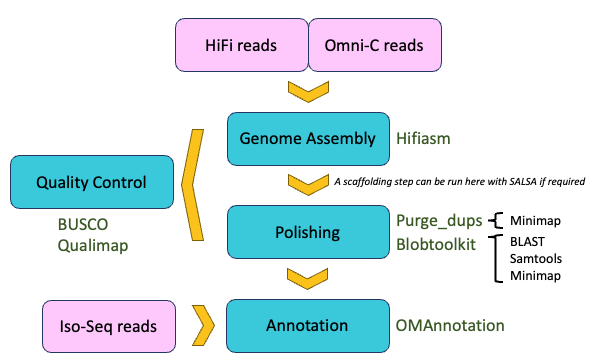 HiFi reads
Omni-C reads
Genome Assembly
Hifiasm
A scaffolding step can be run here with SALSA if required
Quality Control
BUSCO
Qualimap
Polishing
Purge_dups
Minimap
Blobtoolkit
BLAST
Samtools
Minimap
Iso-Seq reads
Annotation
OMAnnotation